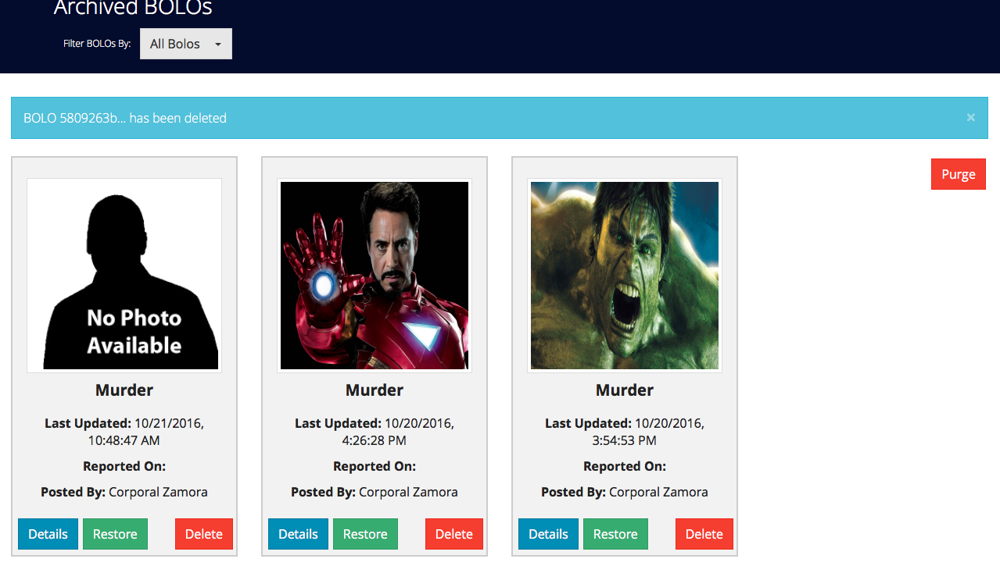 Archived BOLOs
Filter BOLOs By: All Bolos
BOLO 5809263b... has been deleted ×
Purge
No Photo
Available
Murder
Last Updated: 10/21/2016,
10:48:47 AM
Reported On:
Posted By: Corporal Zamora
Details Restore Delete
Murder
Last Updated: 10/20/2016,
4:26:28 PM
Reported On:
Posted By: Corporal Zamora
Details Restore Delete
Murder
Last Updated: 10/20/2016,
3:54:53 PM
Reported On:
Posted By: Corporal Zamora
Details Restore Delete